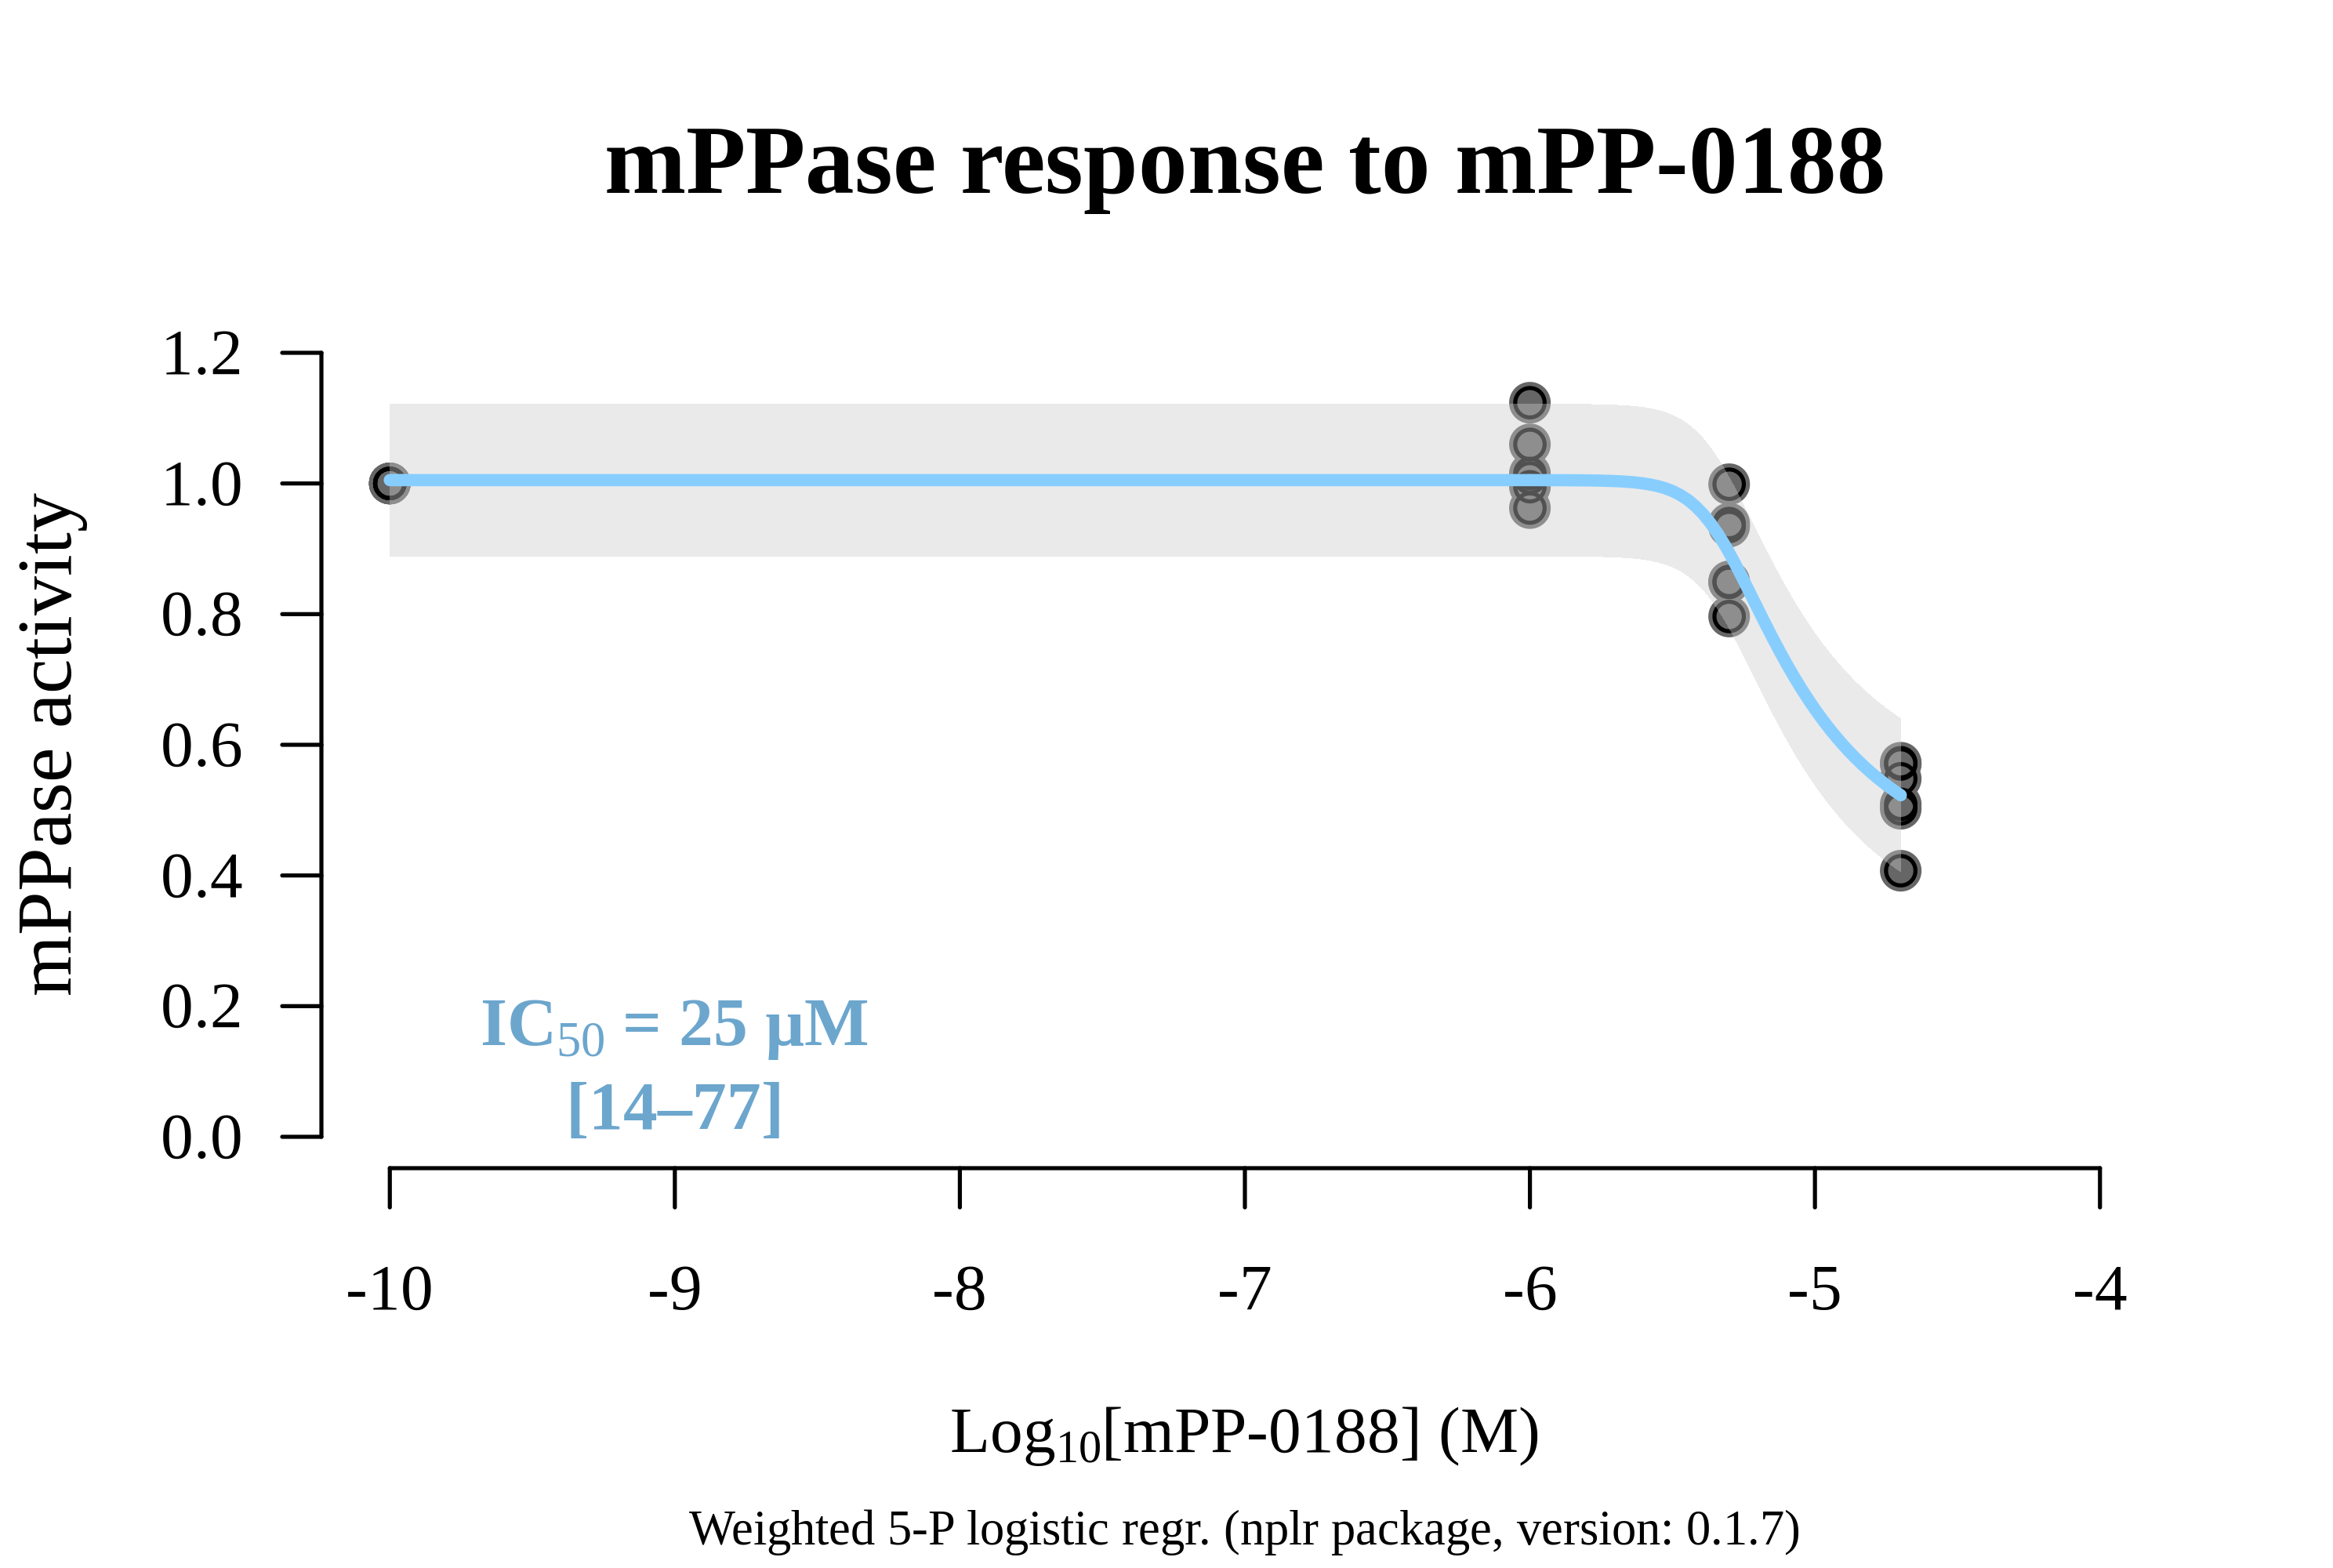 mPPase response to mPP-0188
mPPase activity
1.2
1.0
0.8
0.6
0.4
0.2
0.0
IC50 = 25 µM
[14–77]
-10 -9 -8 -7 -6 -5 -4
Log10[mPP-0188] (M)
Weighted 5-P logistic regr. (nplr package, version: 0.1.7)